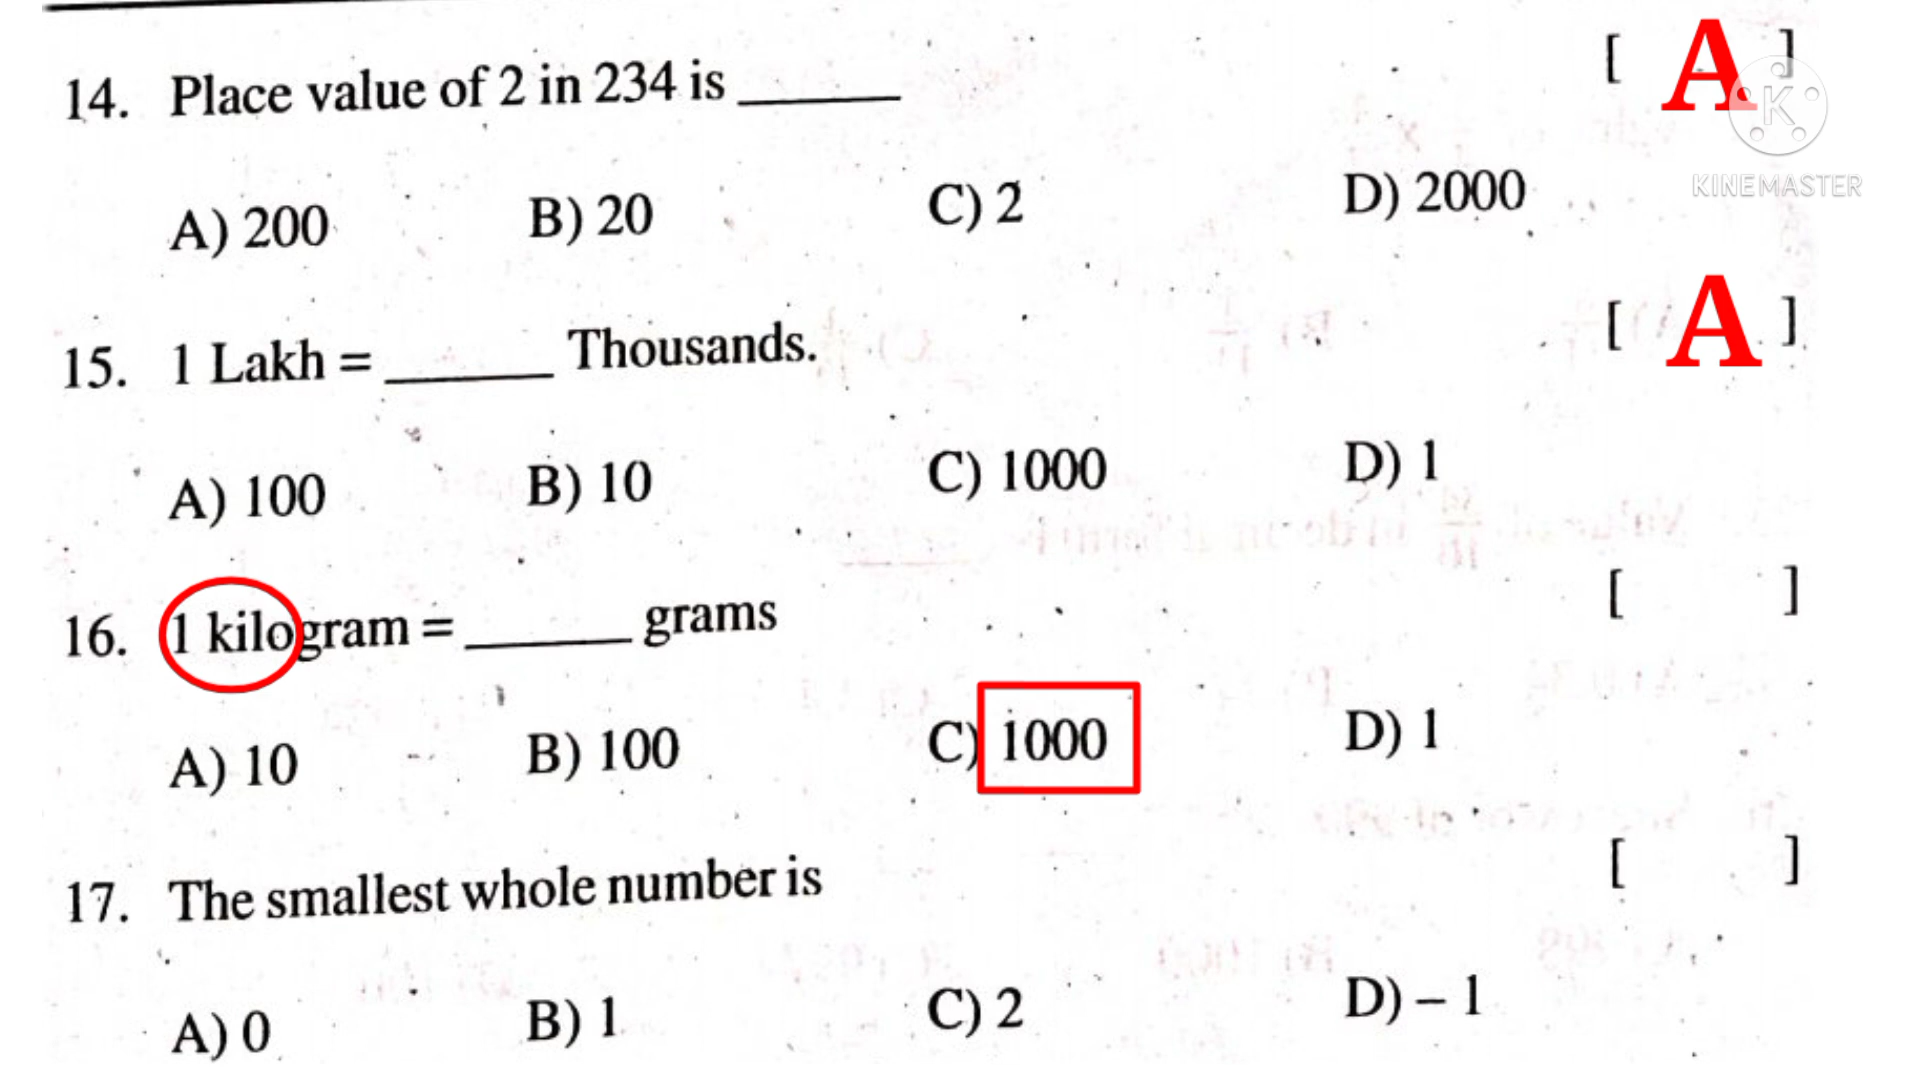 14. Place value of 2 in 234 is ______ [ A ]
KINEMASTER
A) 200 B) 20 C) 2 D) 2000
15. 1 Lakh = ______ Thousands. [ A ]
A) 100 B) 10 C) 1000 D) 1
16. 1 kilogram = ______ grams [ ]
A) 10 B) 100 C) 1000 D) 1
17. The smallest whole number is [ ]
A) 0 B) 1 C) 2 D) – 1